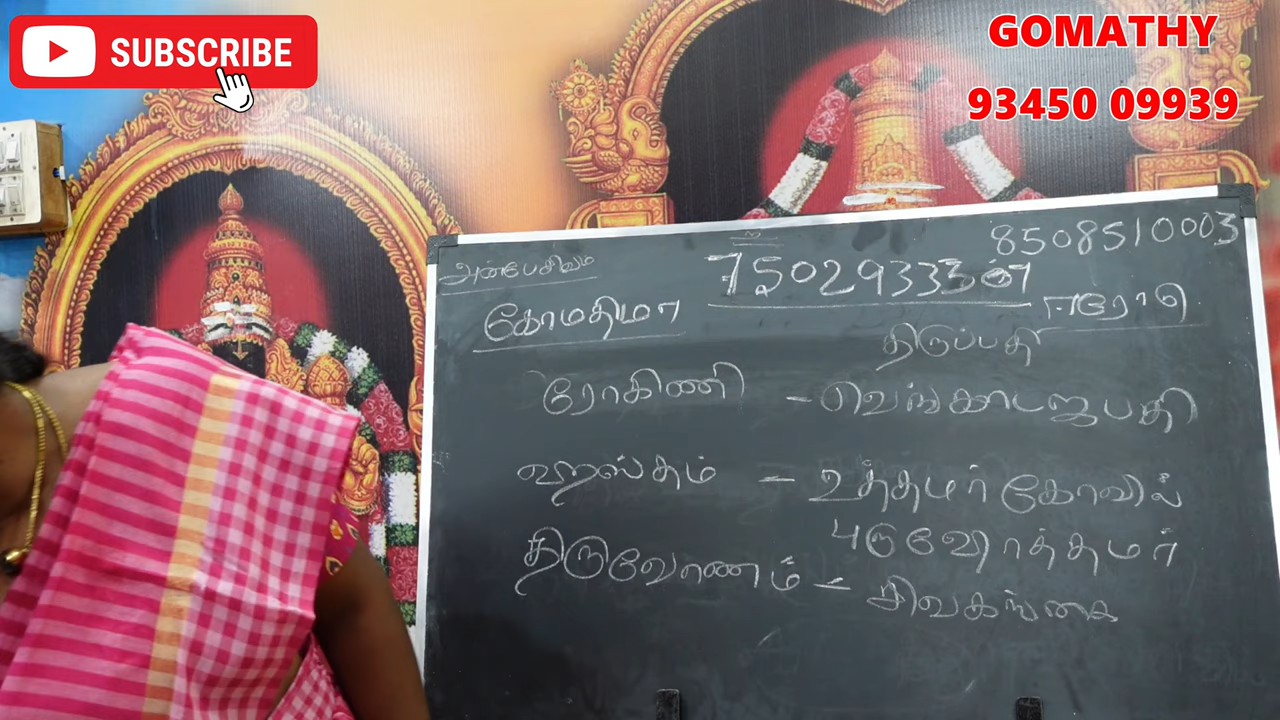 SUBSCRIBE
GOMATHY
93450 09939
8508510003
அன்பேசிவம்
கோமதிமா
ஈரோடு
திருப்பதி
ரோகிணி - வெங்கடாஜபதி
ஹஸ்தம் - உத்தமர் கோவில்
புருஷோத்தமர்
திருவோணம் - சிவகங்கை